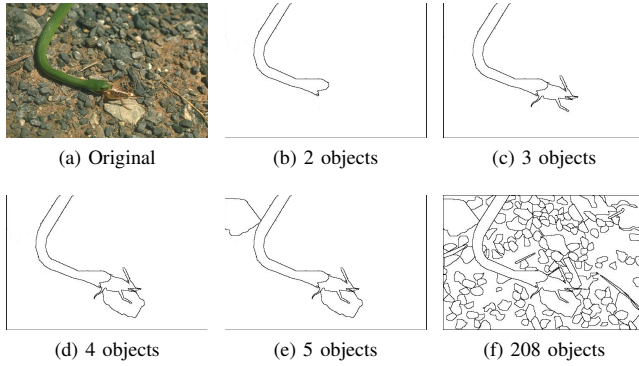 (a) Original
(b) 2 objects
(c) 3 objects
(d) 4 objects
(e) 5 objects
(f) 208 objects